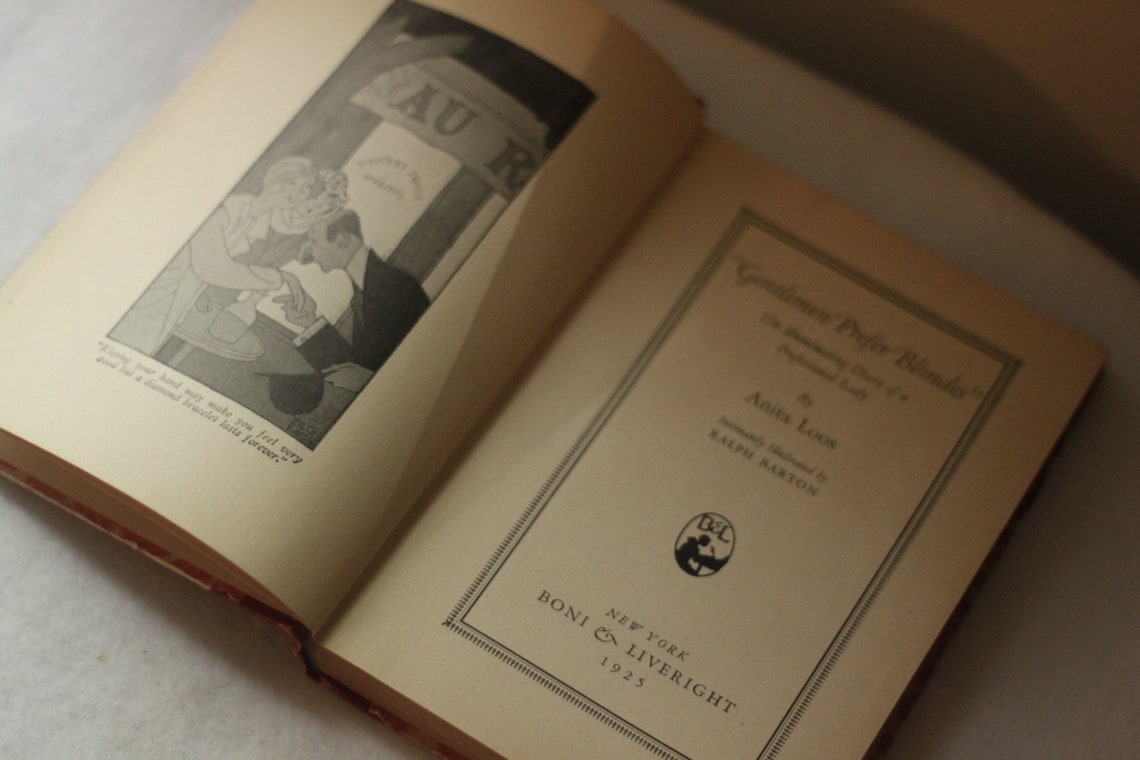 AU R
"Kissing your hand may make you feel very
good but a diamond bracelet lasts forever."
"Gentlemen Prefer Blondes"
The Illuminating Diary of a
Professional Lady
By
ANITA LOOS
Intimately Illustrated by
RALPH BARTON
B&L
NEW YORK
BONI & LIVERIGHT
1925